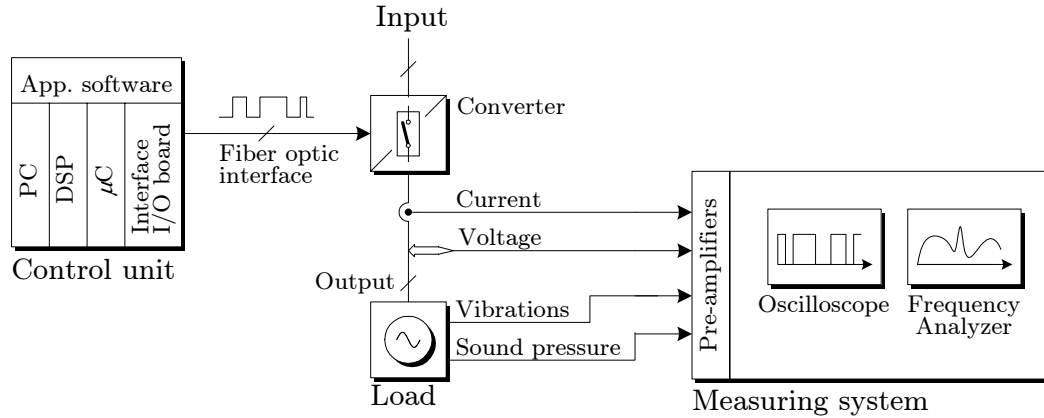 Input
App. software
PC
DSP
μC
Interface
I/O board
Control unit
Fiber optic
interface
Converter
Current
Voltage
Output
Vibrations
Sound pressure
Load
Pre-amplifiers
Oscilloscope
Frequency
Analyzer
Measuring system